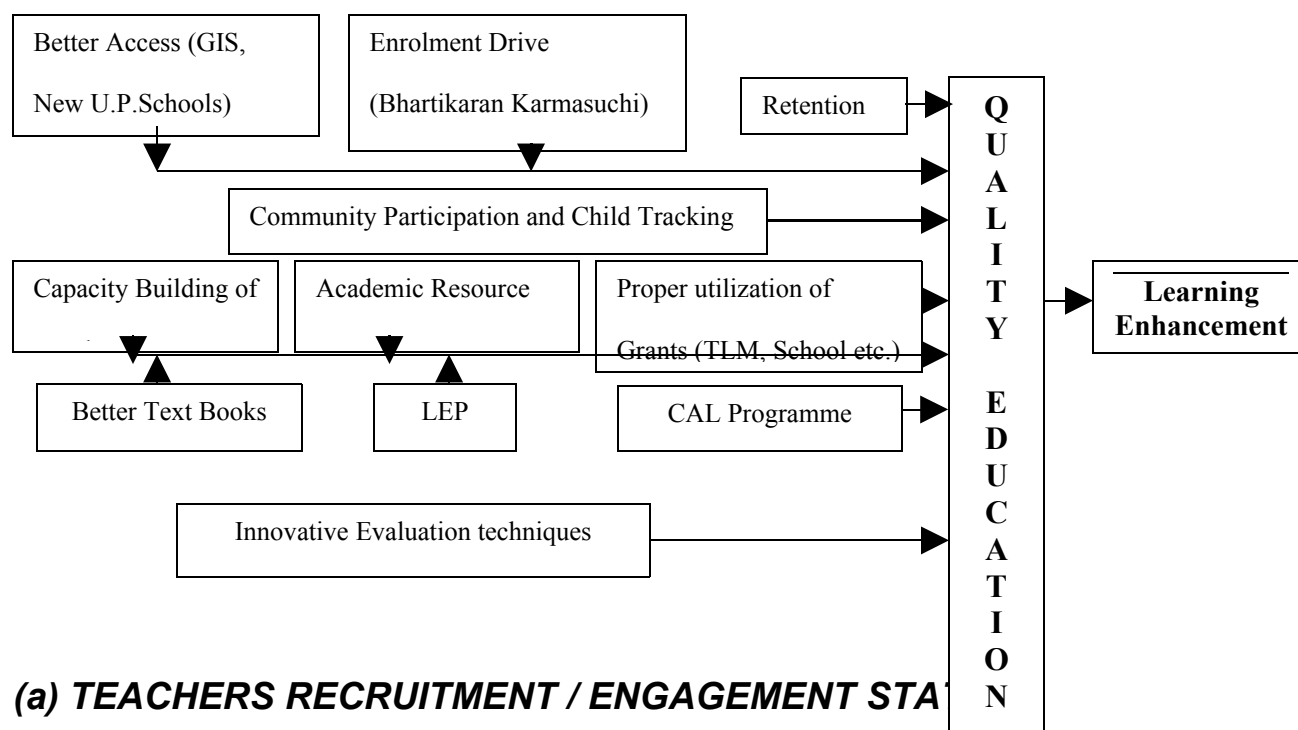 Better Access (GIS,
New U.P.Schools)
Enrolment Drive
(Bhartikaran Karmasuchi)
Retention
Community Participation and Child Tracking
Capacity Building of
Academic Resource
Proper utilization of
Grants (TLM, School etc.)
Better Text Books
LEP
CAL Programme
Innovative Evaluation techniques
QUALITY EDUCATION
Learning
Enhancement
(a) TEACHERS RECRUITMENT / ENGAGEMENT